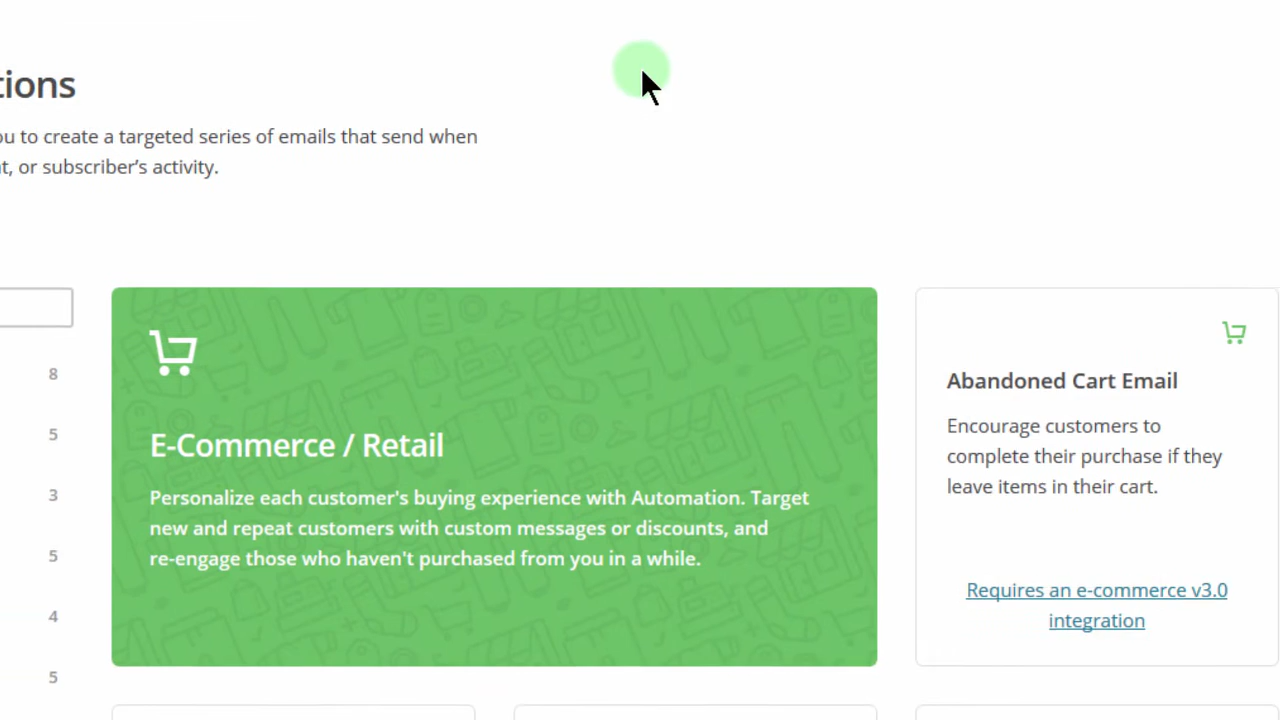 tions
ou to create a targeted series of emails that send when
t, or subscriber’s activity.
8
5
3
5
4
5
E-Commerce / Retail
Personalize each customer's buying experience with Automation. Target
new and repeat customers with custom messages or discounts, and
re-engage those who haven't purchased from you in a while.
Abandoned Cart Email
Encourage customers to
complete their purchase if they
leave items in their cart.
Requires an e-commerce v3.0
integration